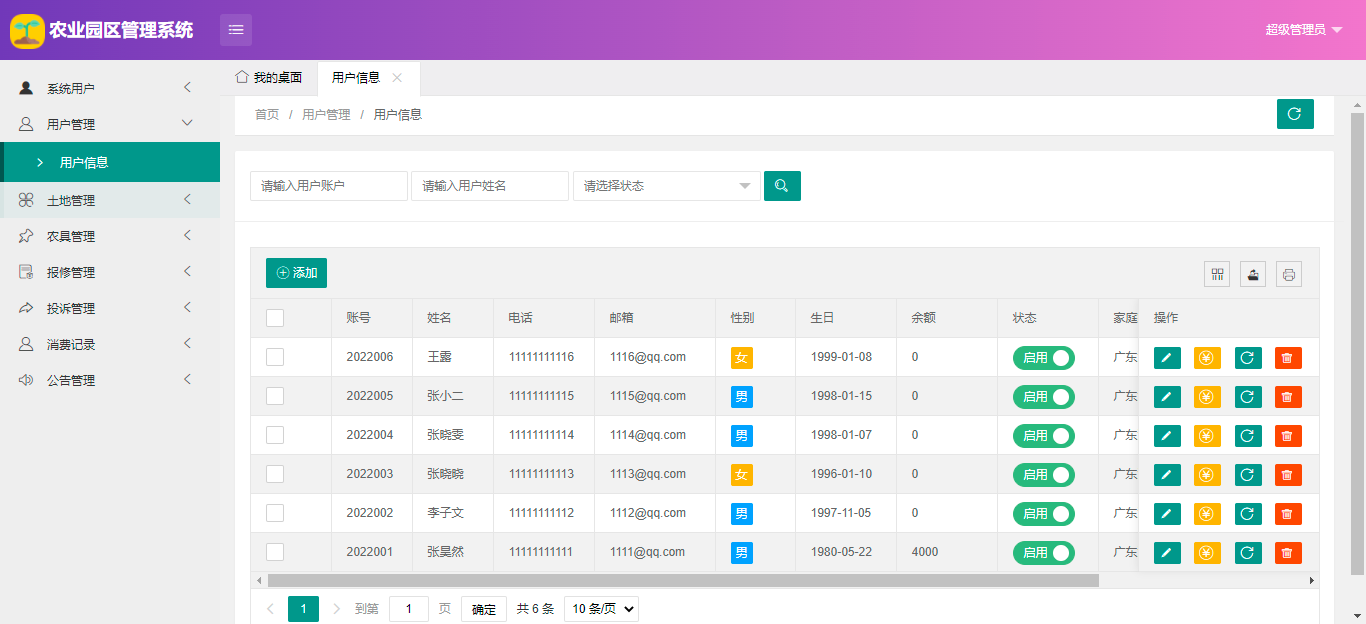 农业园区管理系统
超级管理员
系统用户
用户管理
用户信息
土地管理
农具管理
报修管理
投诉管理
消费记录
公告管理
我的桌面 用户信息
首页 / 用户管理 / 用户信息
请输入用户账户 请输入用户姓名 请选择状态
添加
账号 姓名 电话 邮箱 性别 生日 余额 状态 家庭 操作
2022006 王露 11111111116 1116@qq.com 女 1999-01-08 0 启用 广东
2022005 张小二 11111111115 1115@qq.com 男 1998-01-15 0 启用 广东
2022004 张晓雯 11111111114 1114@qq.com 男 1998-01-07 0 启用 广东
2022003 张晓晓 11111111113 1113@qq.com 女 1996-01-10 0 启用 广东
2022002 李子文 11111111112 1112@qq.com 男 1997-11-05 0 启用 广东
2022001 张昊然 11111111111 1111@qq.com 男 1980-05-22 4000 启用 广东
1 到第 1 页 确定 共 6 条 10 条/页